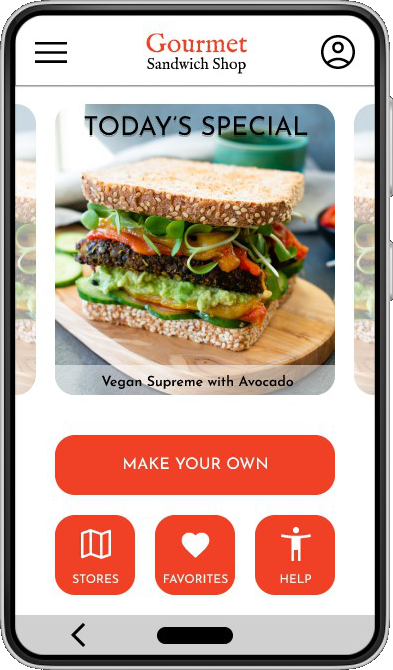 Gourmet
Sandwich Shop
TODAY'S SPECIAL
Vegan Supreme with Avocado
MAKE YOUR OWN
STORES
FAVORITES
HELP